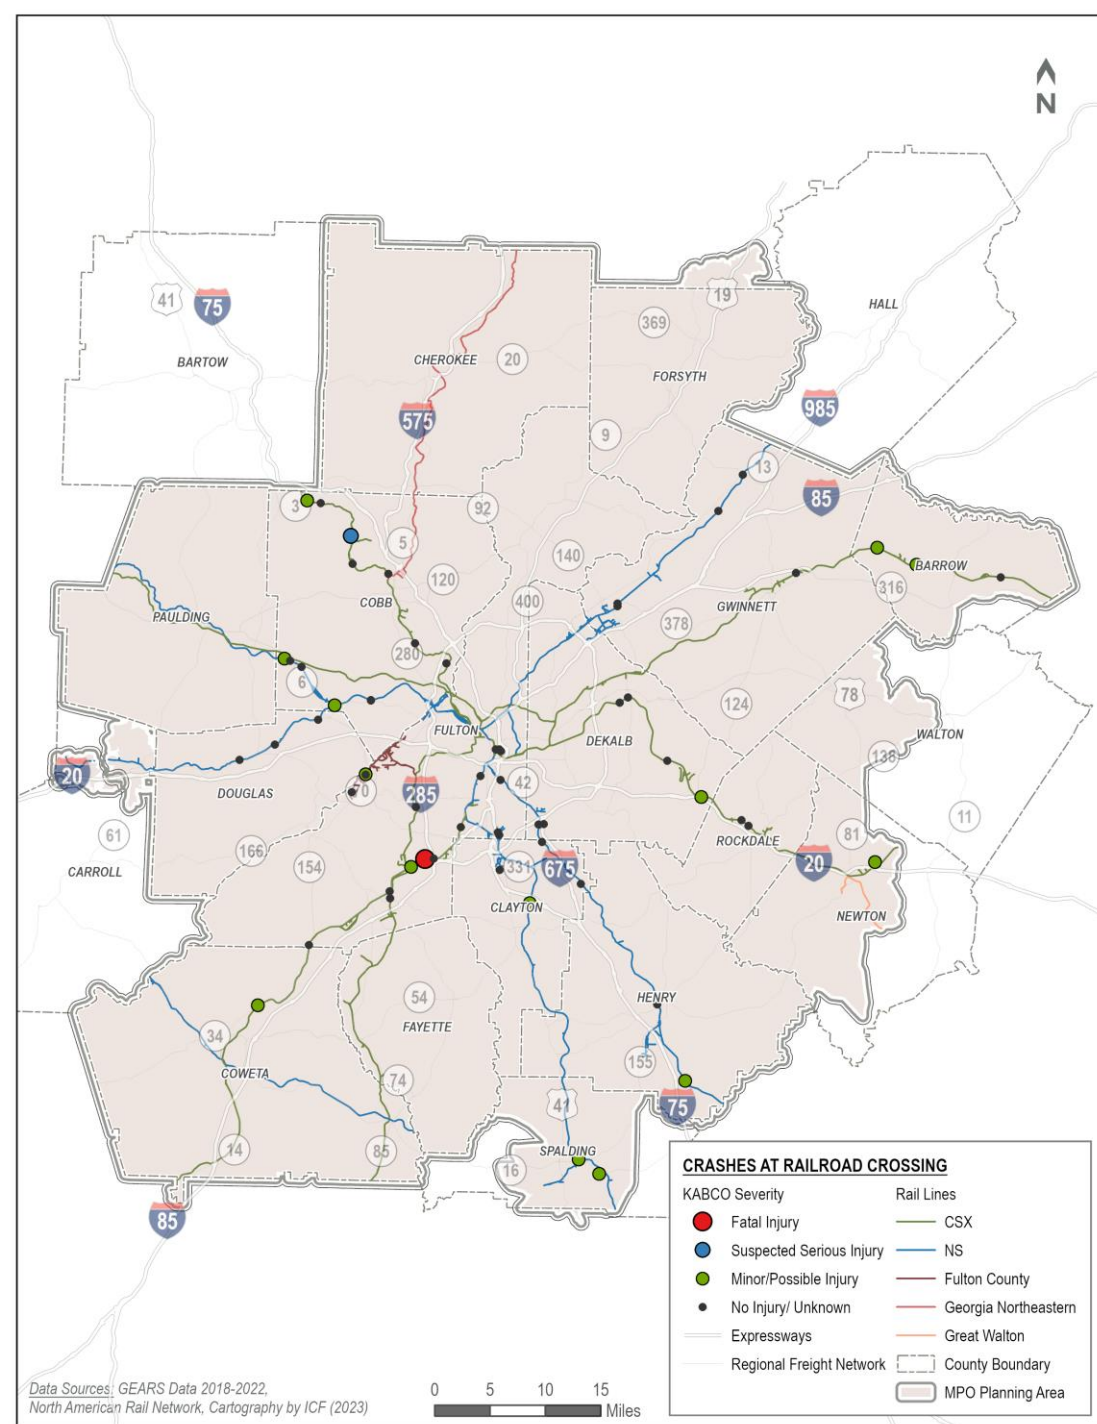 N
41
75
19
HALL
369
BARTOW
CHEROKEE
20
FORSYTH
575
985
9
13
85
3
92
5
140
120
BARROW
COBB
400
GWINNETT
316
PAULDING
378
280
6
78
124
FULTON
WALTON
DEKALB
138
20
42
DOUGLAS
70
285
11
61
81
ROCKDALE
166
154
20
CARROLL
331
675
CLAYTON
NEWTON
54
HENRY
FAYETTE
34
155
COWETA
74
41
75
14
85
16
SPALDING
85
CRASHES AT RAILROAD CROSSING
KABCO Severity
Fatal Injury
Suspected Serious Injury
Minor/Possible Injury
No Injury/ Unknown
Expressways
Regional Freight Network
Rail Lines
CSX
NS
Fulton County
Georgia Northeastern
Great Walton
County Boundary
MPO Planning Area
Data Sources: GEARS Data 2018-2022,
North American Rail Network, Cartography by ICF (2023)
0 5 10 15
Miles